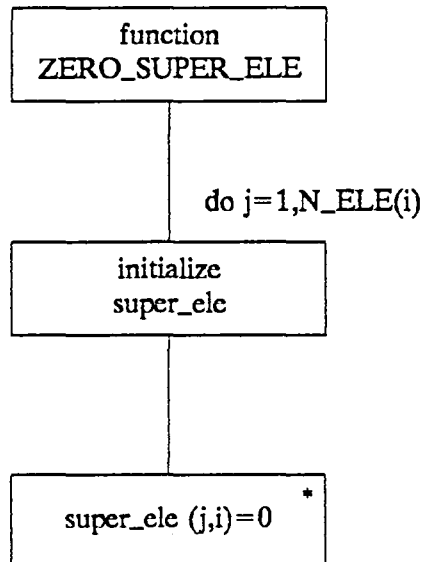 function
ZERO_SUPER_ELE
do j=1,N_ELE(i)
initialize
super_ele
*
super_ele (j,i)=0